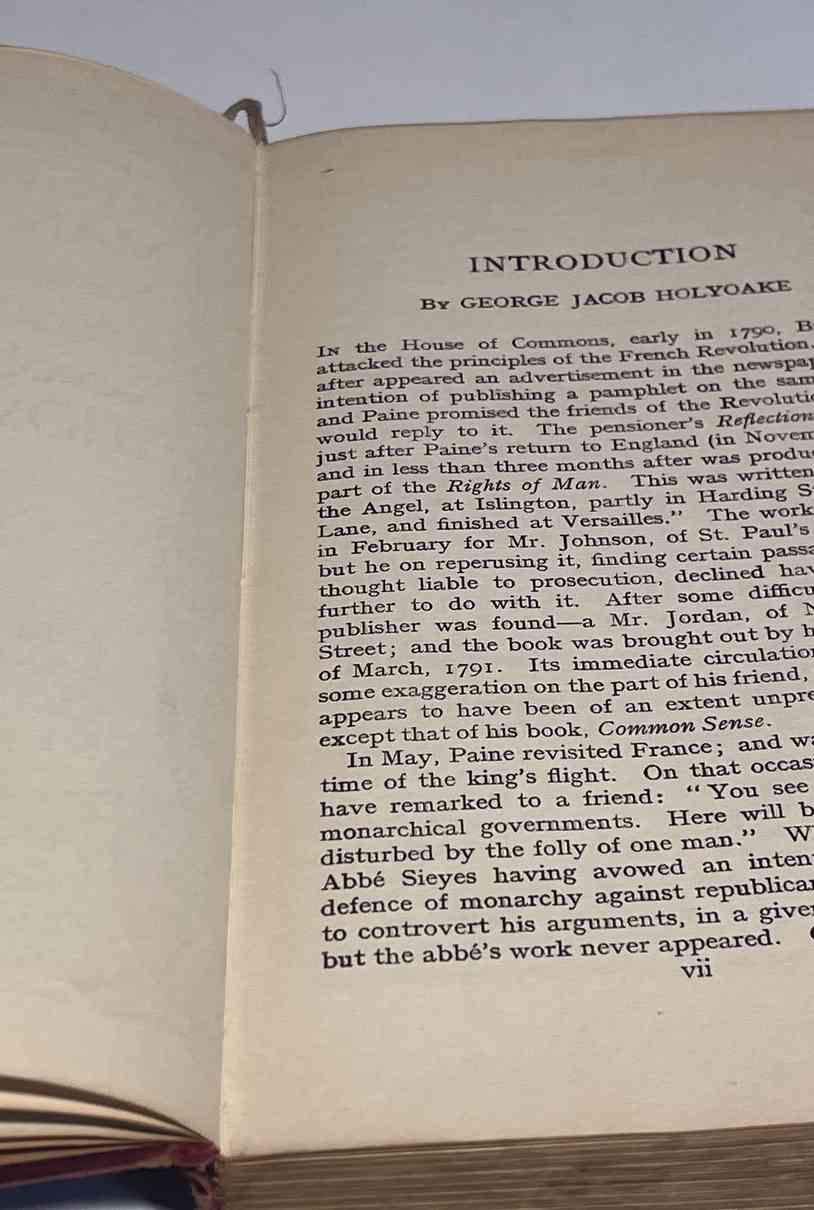 INTRODUCTION
By GEORGE JACOB HOLYOAKE
In the House of Commons, early in 1790, B
attacked the principles of the French Revolution.
after appeared an advertisement in the newspap
intention of publishing a pamphlet on the sam
and Paine promised the friends of the Revolutio
would reply to it. The pensioner's Reflection
just after Paine's return to England (in Novem
and in less than three months after was produ
part of the Rights of Man. This was written
the Angel, at Islington, partly in Harding S
Lane, and finished at Versailles." The work
in February for Mr. Johnson, of St. Paul's
but he on reperusing it, finding certain passa
thought liable to prosecution, declined hav
further to do with it. After some difficu
publisher was found—a Mr. Jordan, of
Street; and the book was brought out by h
of March, 1791. Its immediate circulation
some exaggeration on the part of his friend,
appears to have been of an extent unpre
except that of his book, Common Sense.
In May, Paine revisited France; and wa
time of the king's flight. On that occas
have remarked to a friend: "You see
monarchical governments. Here will b
disturbed by the folly of one man." W
Abbé Sieyes having avowed an inten
defence of monarchy against republica
to controvert his arguments, in a give
but the abbé's work never appeared.
vii